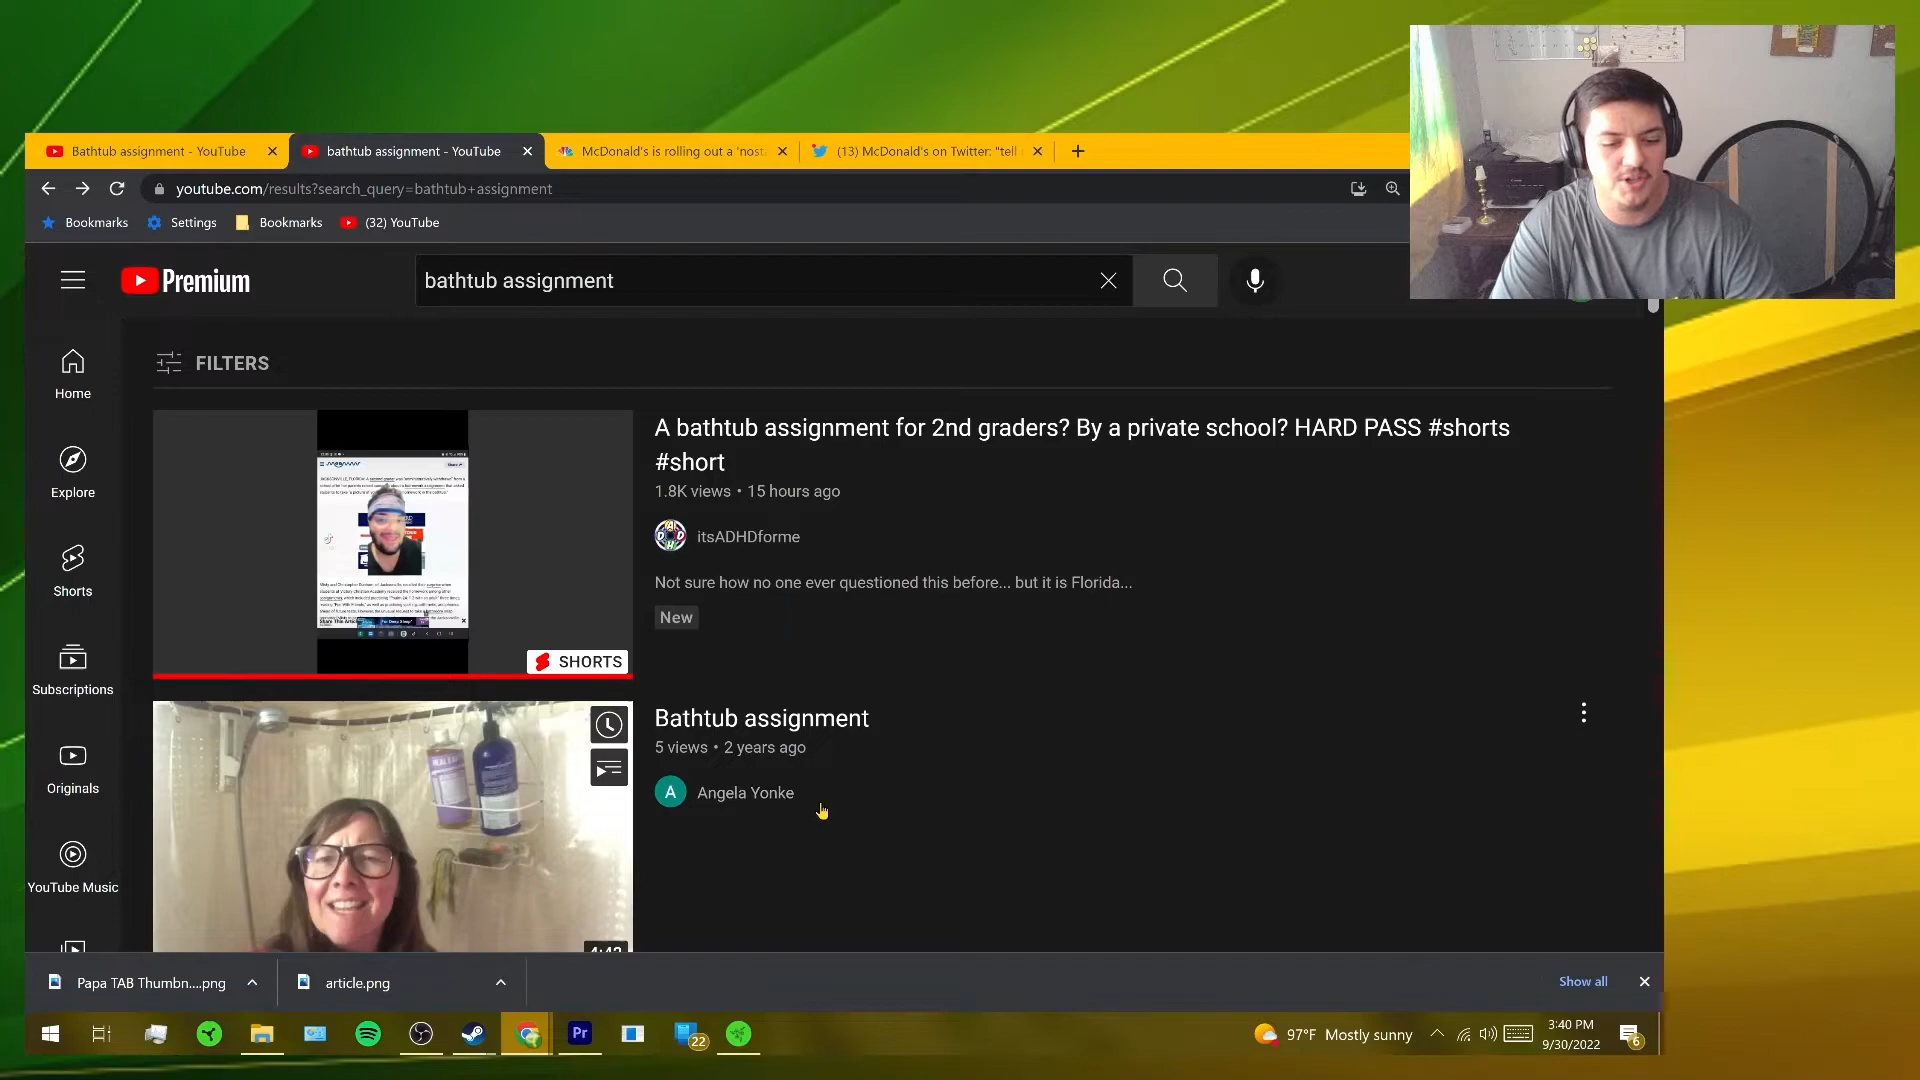 Bathtub assignment - YouTube
bathtub assignment - YouTube
McDonald's is rolling out a 'nost
(13) McDonald's on Twitter: "tell
youtube.com/results?search_query=bathtub+assignment
Bookmarks
Settings
Bookmarks
(32) YouTube
Premium
bathtub assignment
FILTERS
Home
Explore
Shorts
Subscriptions
Originals
YouTube Music
A bathtub assignment for 2nd graders? By a private school? HARD PASS #shorts
#short
1.8K views • 15 hours ago
itsADHDforme
Not sure how no one ever questioned this before... but it is Florida...
New
SHORTS
Bathtub assignment
5 views • 2 years ago
A
Angela Yonke
Papa TAB Thumbn....png
article.png
Show all
Pr
22
97°F Mostly sunny
3:40 PM
9/30/2022
6